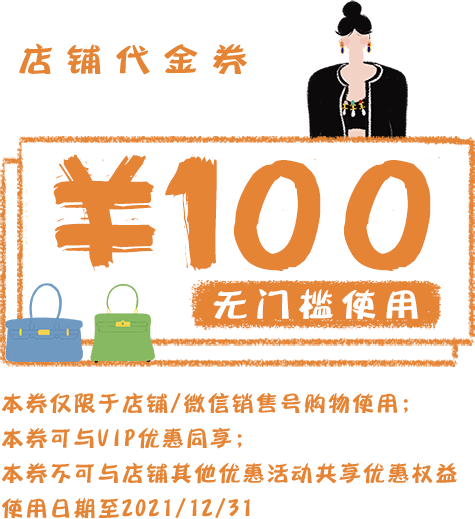 店铺代金券
¥100
无门槛使用
本券仅限于店铺/微信销售号购物使用;
本券可与VIP优惠同享;
本券不可与店铺其他优惠活动共享优惠权益
使用日期至2021/12/31